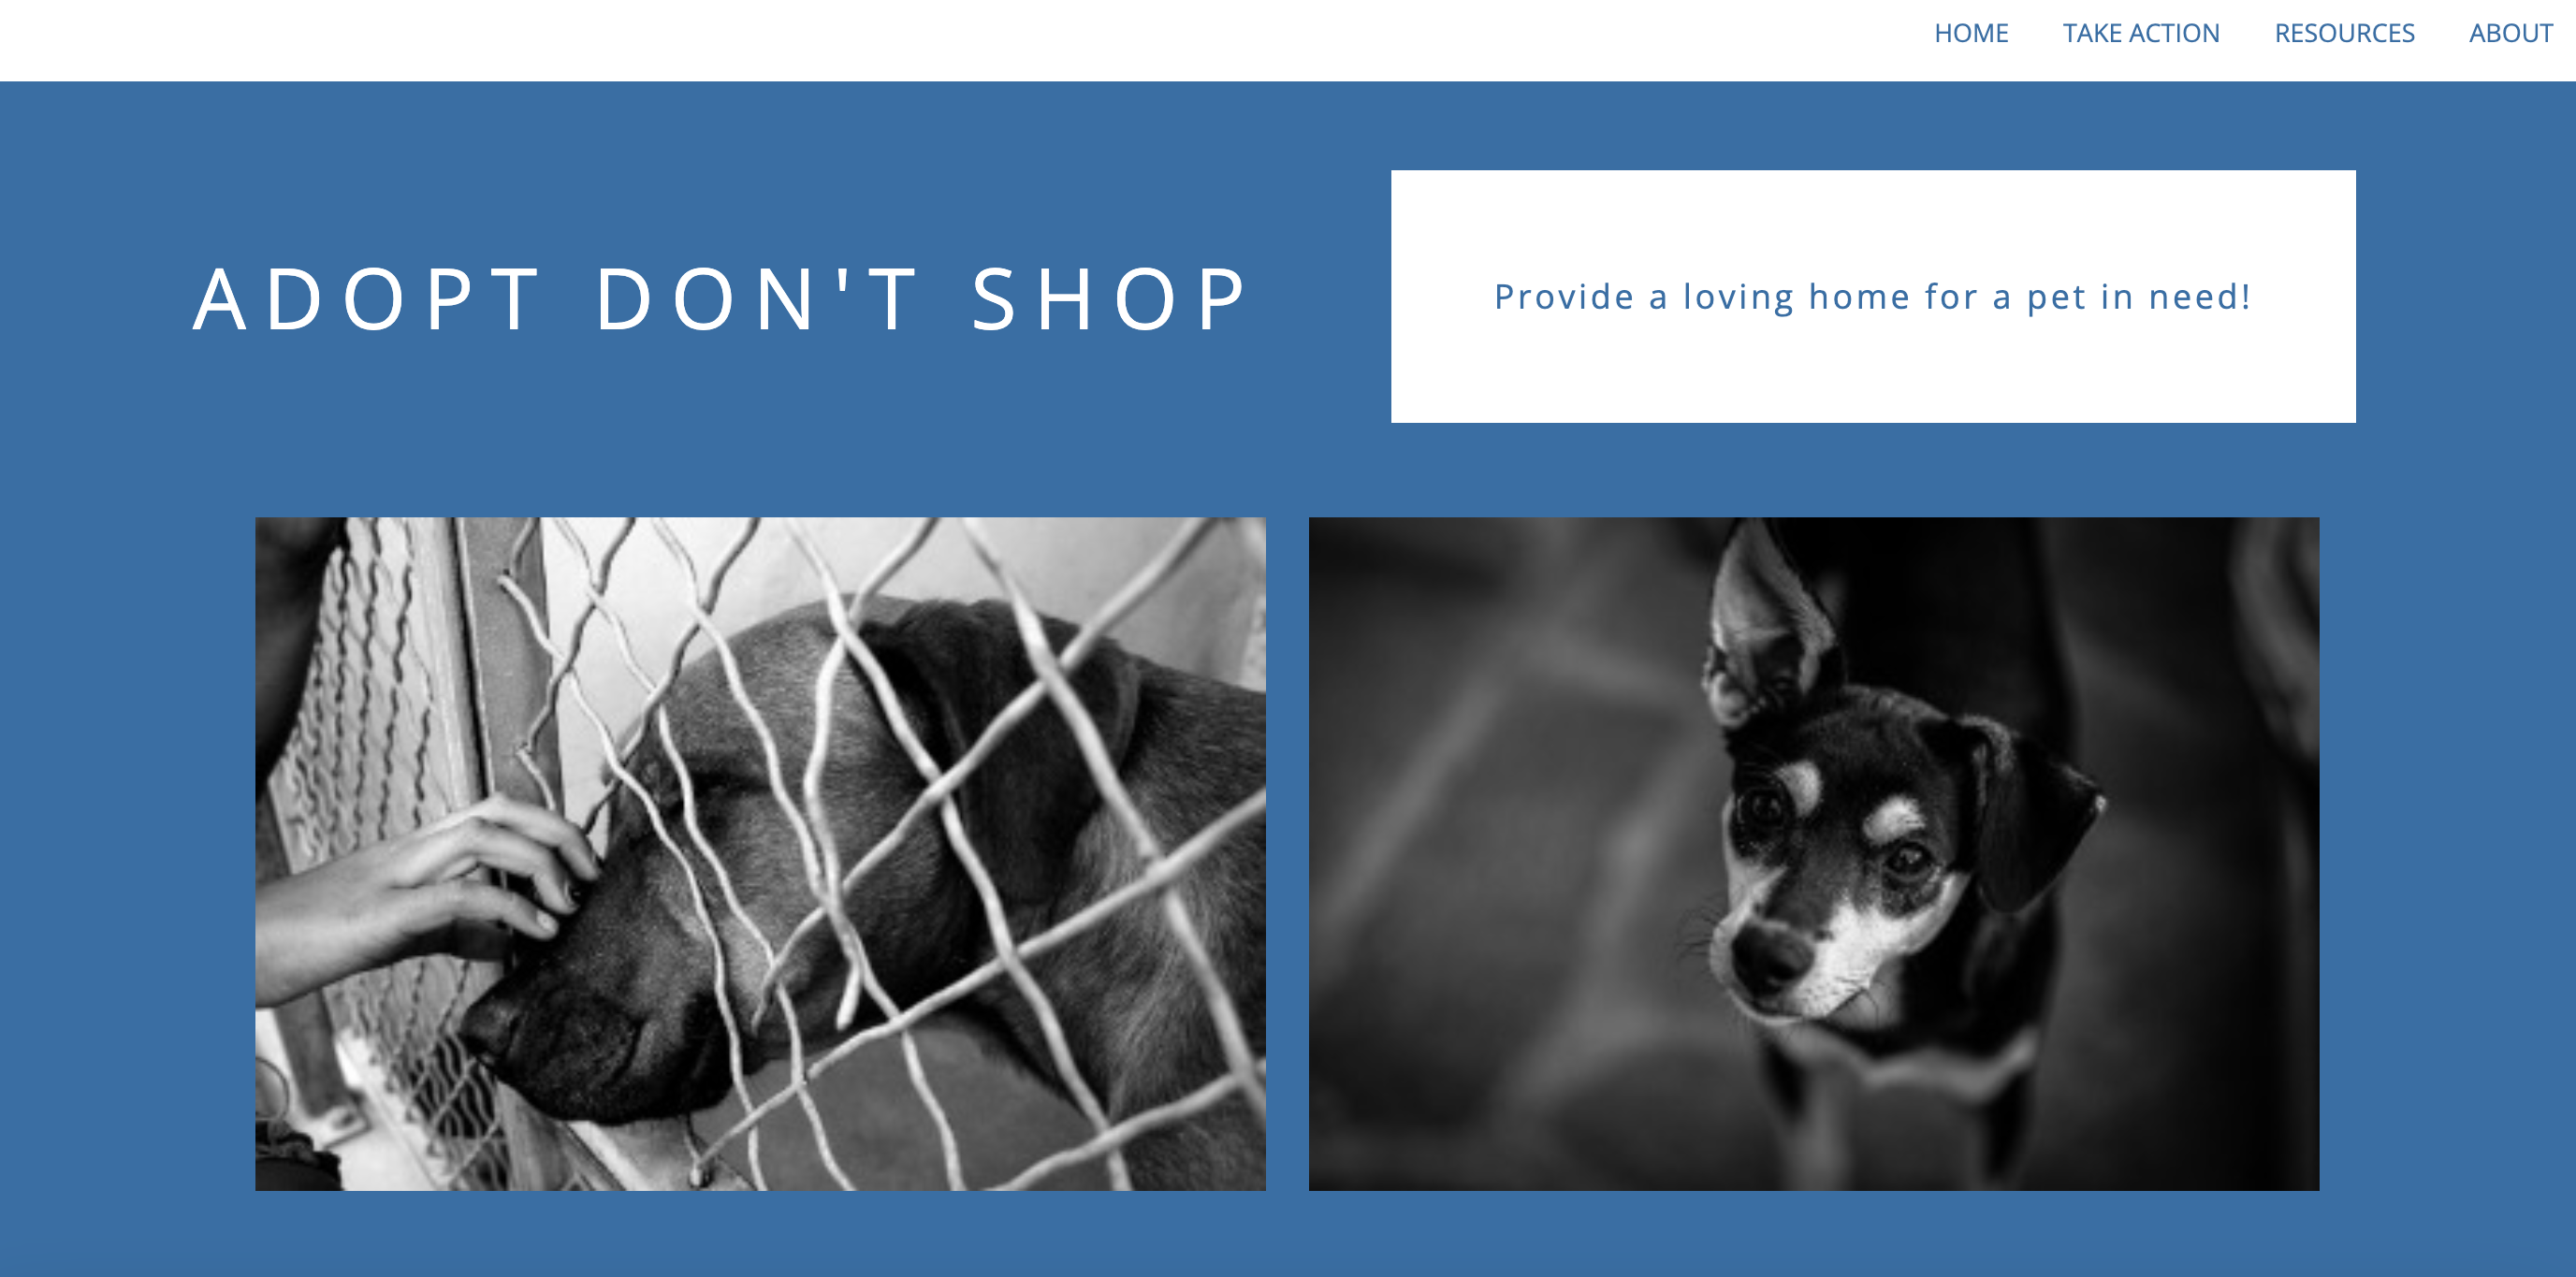 HOME TAKE ACTION RESOURCES ABOUT
ADOPT DON'T SHOP
Provide a loving home for a pet in need!